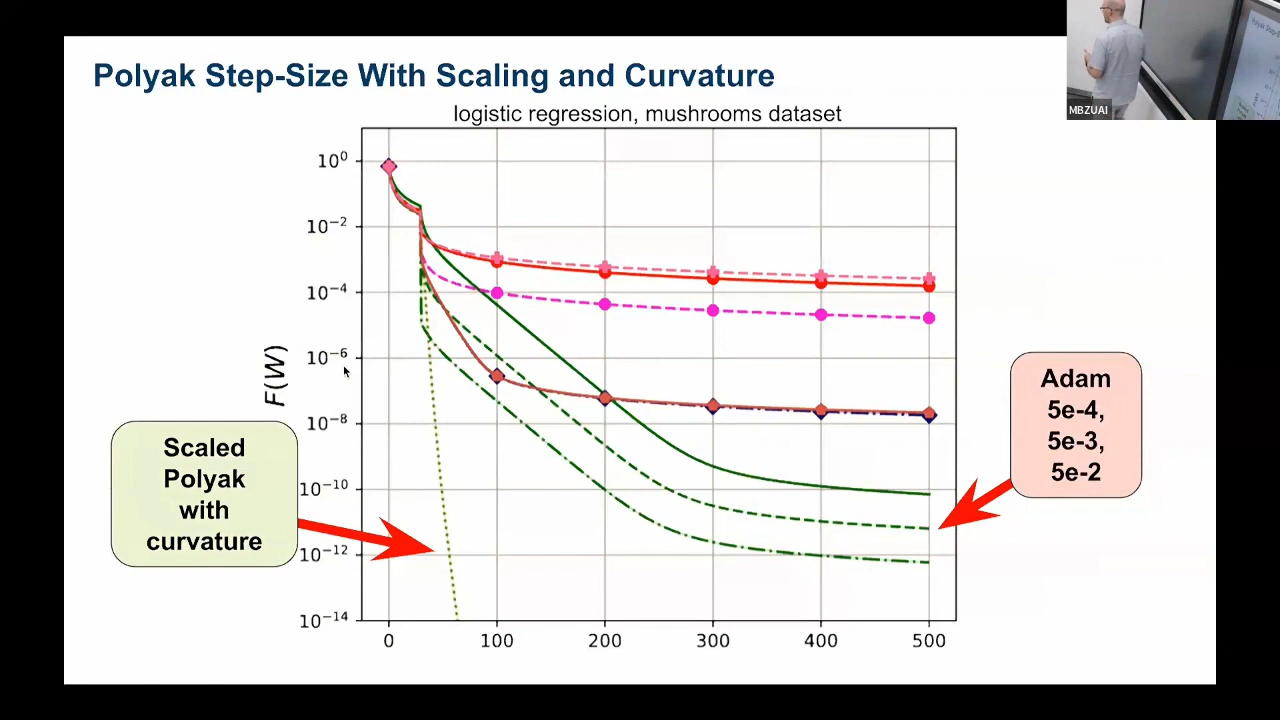 Polyak Step-Size With Scaling and Curvature
MBZUAI
logistic regression, mushrooms dataset
10^0
10^-2
10^-4
10^-6
10^-8
10^-10
10^-12
10^-14
F(W)
0 100 200 300 400 500
Scaled
Polyak
with
curvature
Adam
5e-4,
5e-3,
5e-2